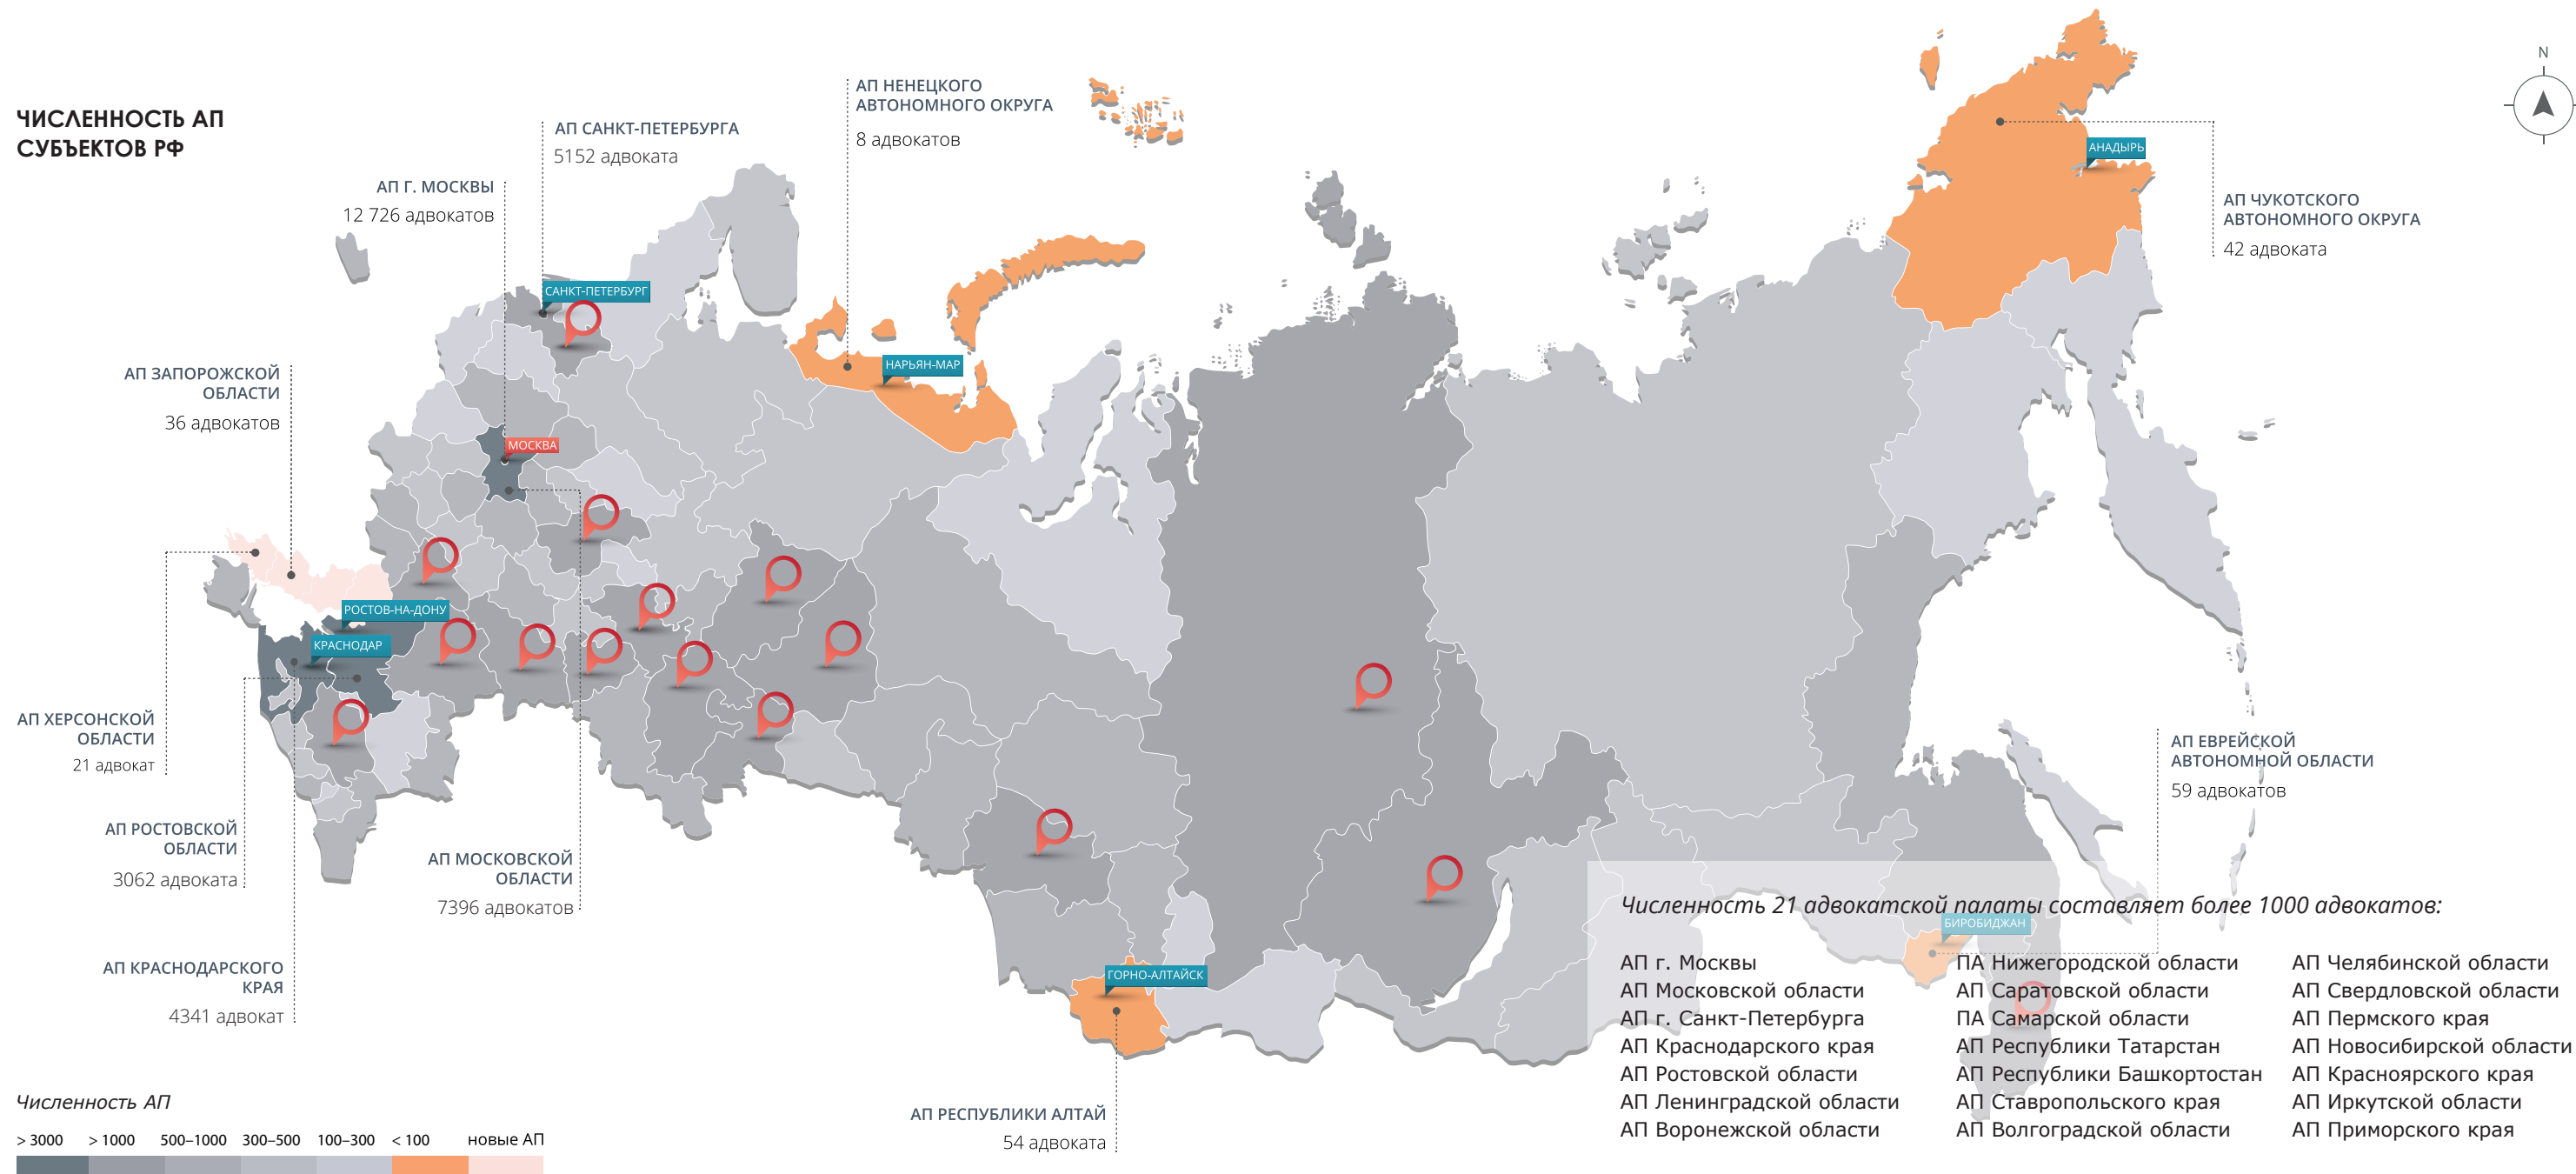 ЧИСЛЕННОСТЬ АП
СУБЪЕКТОВ РФ
АП НЕНЕЦКОГО
АВТОНОМНОГО ОКРУГА
8 адвокатов
АП САНКТ-ПЕТЕРБУРГА
5152 адвоката
АП Г. МОСКВЫ
12 726 адвокатов
N
АНАДЫРЬ
АП ЧУКОТСКОГО
АВТОНОМНОГО ОКРУГА
42 адвоката
САНКТ-ПЕТЕРБУРГ
НАРЬЯН-МАР
АП ЗАПОРОЖСКОЙ
ОБЛАСТИ
36 адвокатов
МОСКВА
РОСТОВ-НА-ДОНУ
КРАСНОДАР
АП ХЕРСОНСКОЙ
ОБЛАСТИ
21 адвокат
АП РОСТОВСКОЙ
ОБЛАСТИ
3062 адвоката
АП МОСКОВСКОЙ
ОБЛАСТИ
7396 адвокатов
АП КРАСНОДАРСКОГО
КРАЯ
4341 адвокат
АП ЕВРЕЙСКОЙ
АВТОНОМНОЙ ОБЛАСТИ
59 адвокатов
БИРОБИДЖАН
ГОРНО-АЛТАЙСК
АП РЕСПУБЛИКИ АЛТАЙ
54 адвоката
Численность 21 адвокатской палаты составляет более 1000 адвокатов:
АП г. Москвы
АП Московской области
АП г. Санкт-Петербурга
АП Краснодарского края
АП Ростовской области
АП Ленинградской области
АП Воронежской области
ПА Нижегородской области
АП Саратовской области
ПА Самарской области
АП Республики Татарстан
АП Республики Башкортостан
АП Ставропольского края
АП Волгоградской области
АП Челябинской области
АП Свердловской области
АП Пермского края
АП Новосибирской области
АП Красноярского края
АП Иркутской области
АП Приморского края
Численность АП
> 3000 > 1000 500–1000 300–500 100–300 < 100 новые АП